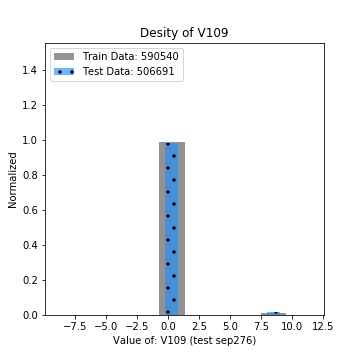 Desity of V109
Train Data: 590540
Test Data: 506691
Normalized
1.4
1.2
1.0
0.8
0.6
0.4
0.2
0.0
−7.5 −5.0 −2.5 0.0 2.5 5.0 7.5 10.0 12.5
Value of: V109 (test sep276)